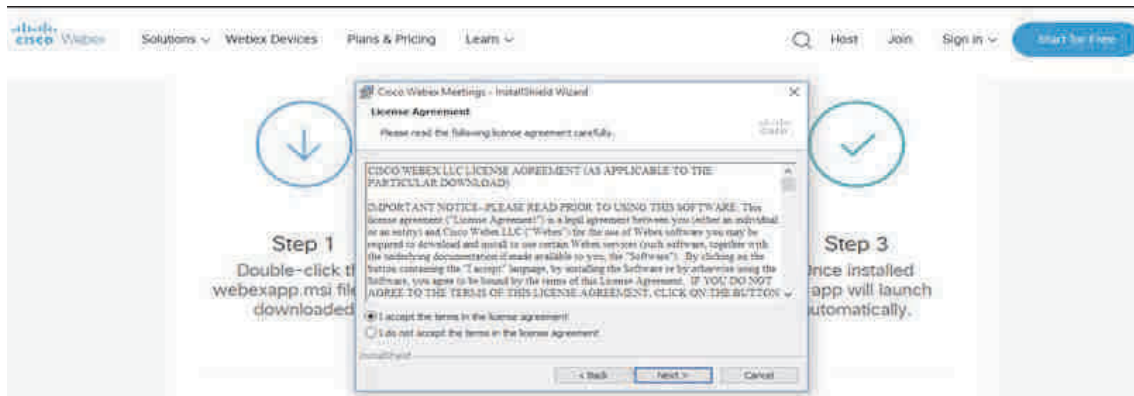 cisco Webex
Solutions Webex Devices Plans & Pricing Learn Host Join Sign in Start for Free
Cisco Webex Meetings - InstallShield Wizard
License Agreement
Please read the following license agreement carefully.
CISCO WEBEX LLC LICENSE AGREEMENT (AS APPLICABLE TO THE
PARTICULAR DOWNLOAD)
IMPORTANT NOTICE--PLEASE READ PRIOR TO USING THIS SOFTWARE: This
license agreement ("License Agreement") is a legal agreement between you (either an individual
or an entity) and Cisco Webex LLC ("Webex") for the use of Webex software you may be
required to download and install to use certain Webex services (such software, together with
the underlying documentation if made available to you, the "Software"). By clicking on the
button containing the "I accept" language, by installing the Software or by otherwise using the
Software, you agree to be bound by the terms of this License Agreement. IF YOU DO NOT
AGREE TO THE TERMS OF THIS LICENSE AGREEMENT, CLICK ON THE BUTTON
I accept the terms in the license agreement
I do not accept the terms in the license agreement
InstallShield
< Back Next > Cancel
Step 1
Double-click th
webexapp.msi file
downloaded
Step 3
Once installed
app will launch
automatically.